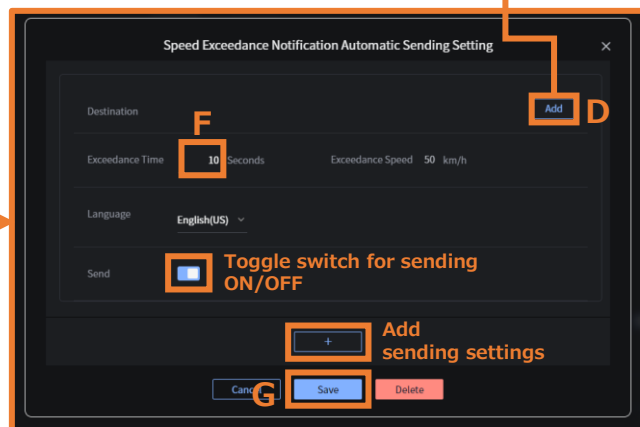 Speed Exceedance Notification Automatic Sending Setting ×
Destination Add D
F
Exceedance Time 10 Seconds Exceedance Speed 50 km/h
Language English(US)
Send Toggle switch for sending
ON/OFF
+ Add
sending settings
Cancel G Save Delete